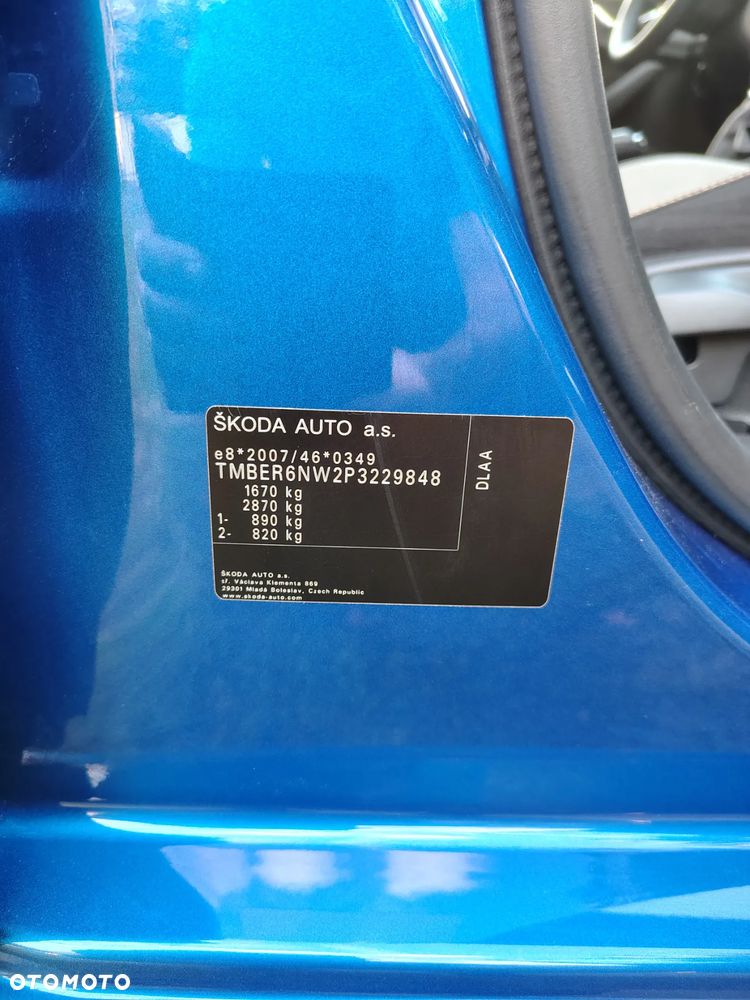 ŠKODA AUTO a.s.
e8*2007/46*0349
TMBER6NW2P3229848
1670 kg
2870 kg
1- 890 kg
2- 820 kg
DLAA
ŠKODA AUTO a.s.
tř. Václava Klementa 869
29301 Mladá Boleslav, Czech Republic
www.skoda-auto.com
OTOMOTO